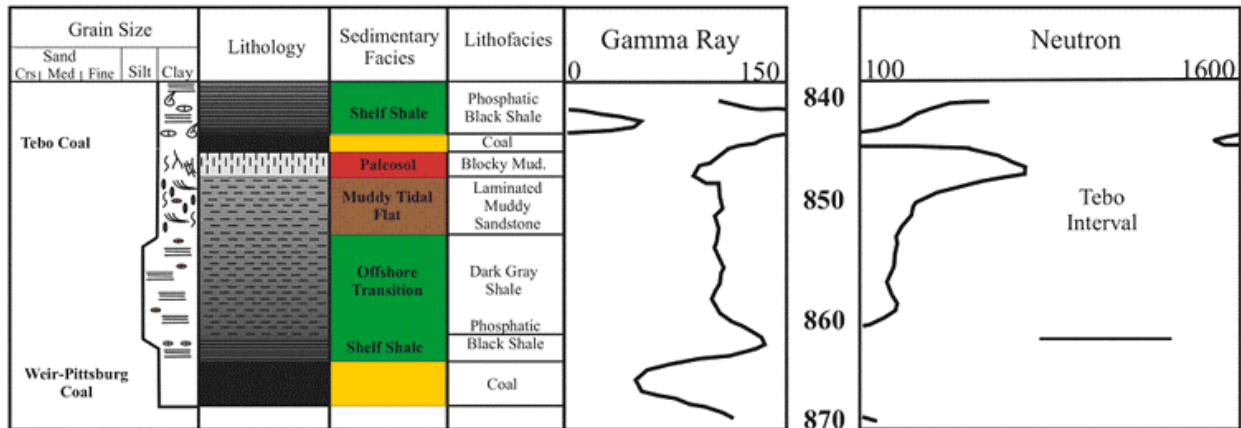 Grain Size
Sand
Crs Med Fine Silt Clay
Lithology
Sedimentary
Facies
Lithofacies
Gamma Ray
0 150
Neutron
100 1600
Tebo Coal
Weir-Pittsburg
Coal
Shelf Shale
Paleosol
Muddy Tidal
Flat
Offshore
Transition
Shelf Shale
Phosphatic
Black Shale
Coal
Blocky Mud.
Laminated
Muddy
Sandstone
Dark Gray
Shale
Phosphatic
Black Shale
Coal
840
850
860
870
Tebo
Interval